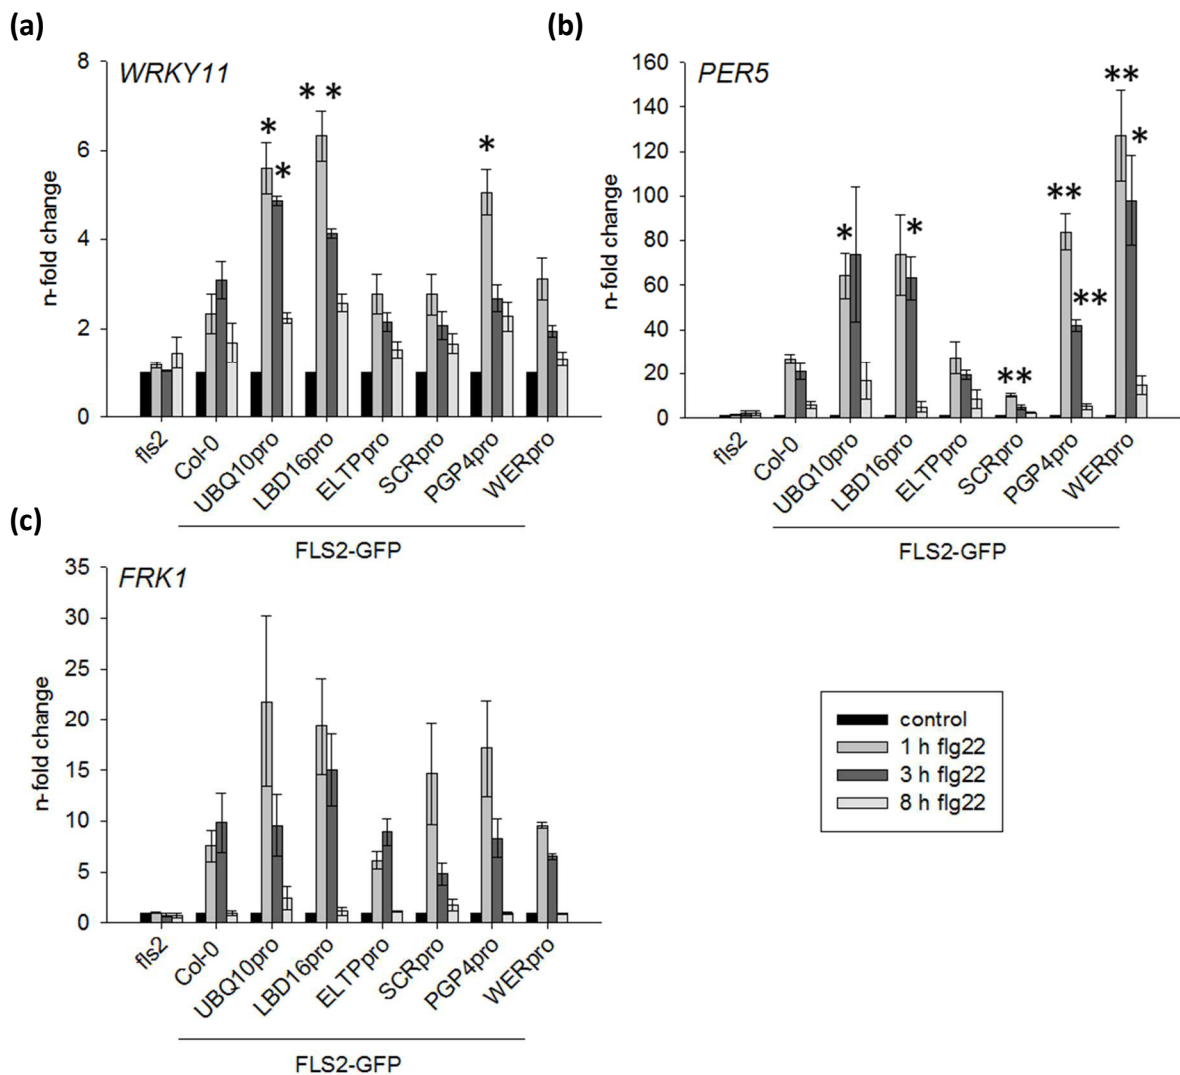 (a)
WRKY11
n-fold change
8
6
4
2
0
* * * * * *
fls2
Col-0
UBQ10pro
LBD16pro
ELTPpro
SCRpro
PGP4pro
WERpro
FLS2-GFP
(b)
PER5
n-fold change
160
140
120
100
80
60
40
20
0
* * ** ** ** ** *
fls2
Col-0
UBQ10pro
LBD16pro
ELTPpro
SCRpro
PGP4pro
WERpro
FLS2-GFP
(c)
FRK1
n-fold change
35
30
25
20
15
10
5
0
fls2
Col-0
UBQ10pro
LBD16pro
ELTPpro
SCRpro
PGP4pro
WERpro
FLS2-GFP
control
1 h flg22
3 h flg22
8 h flg22